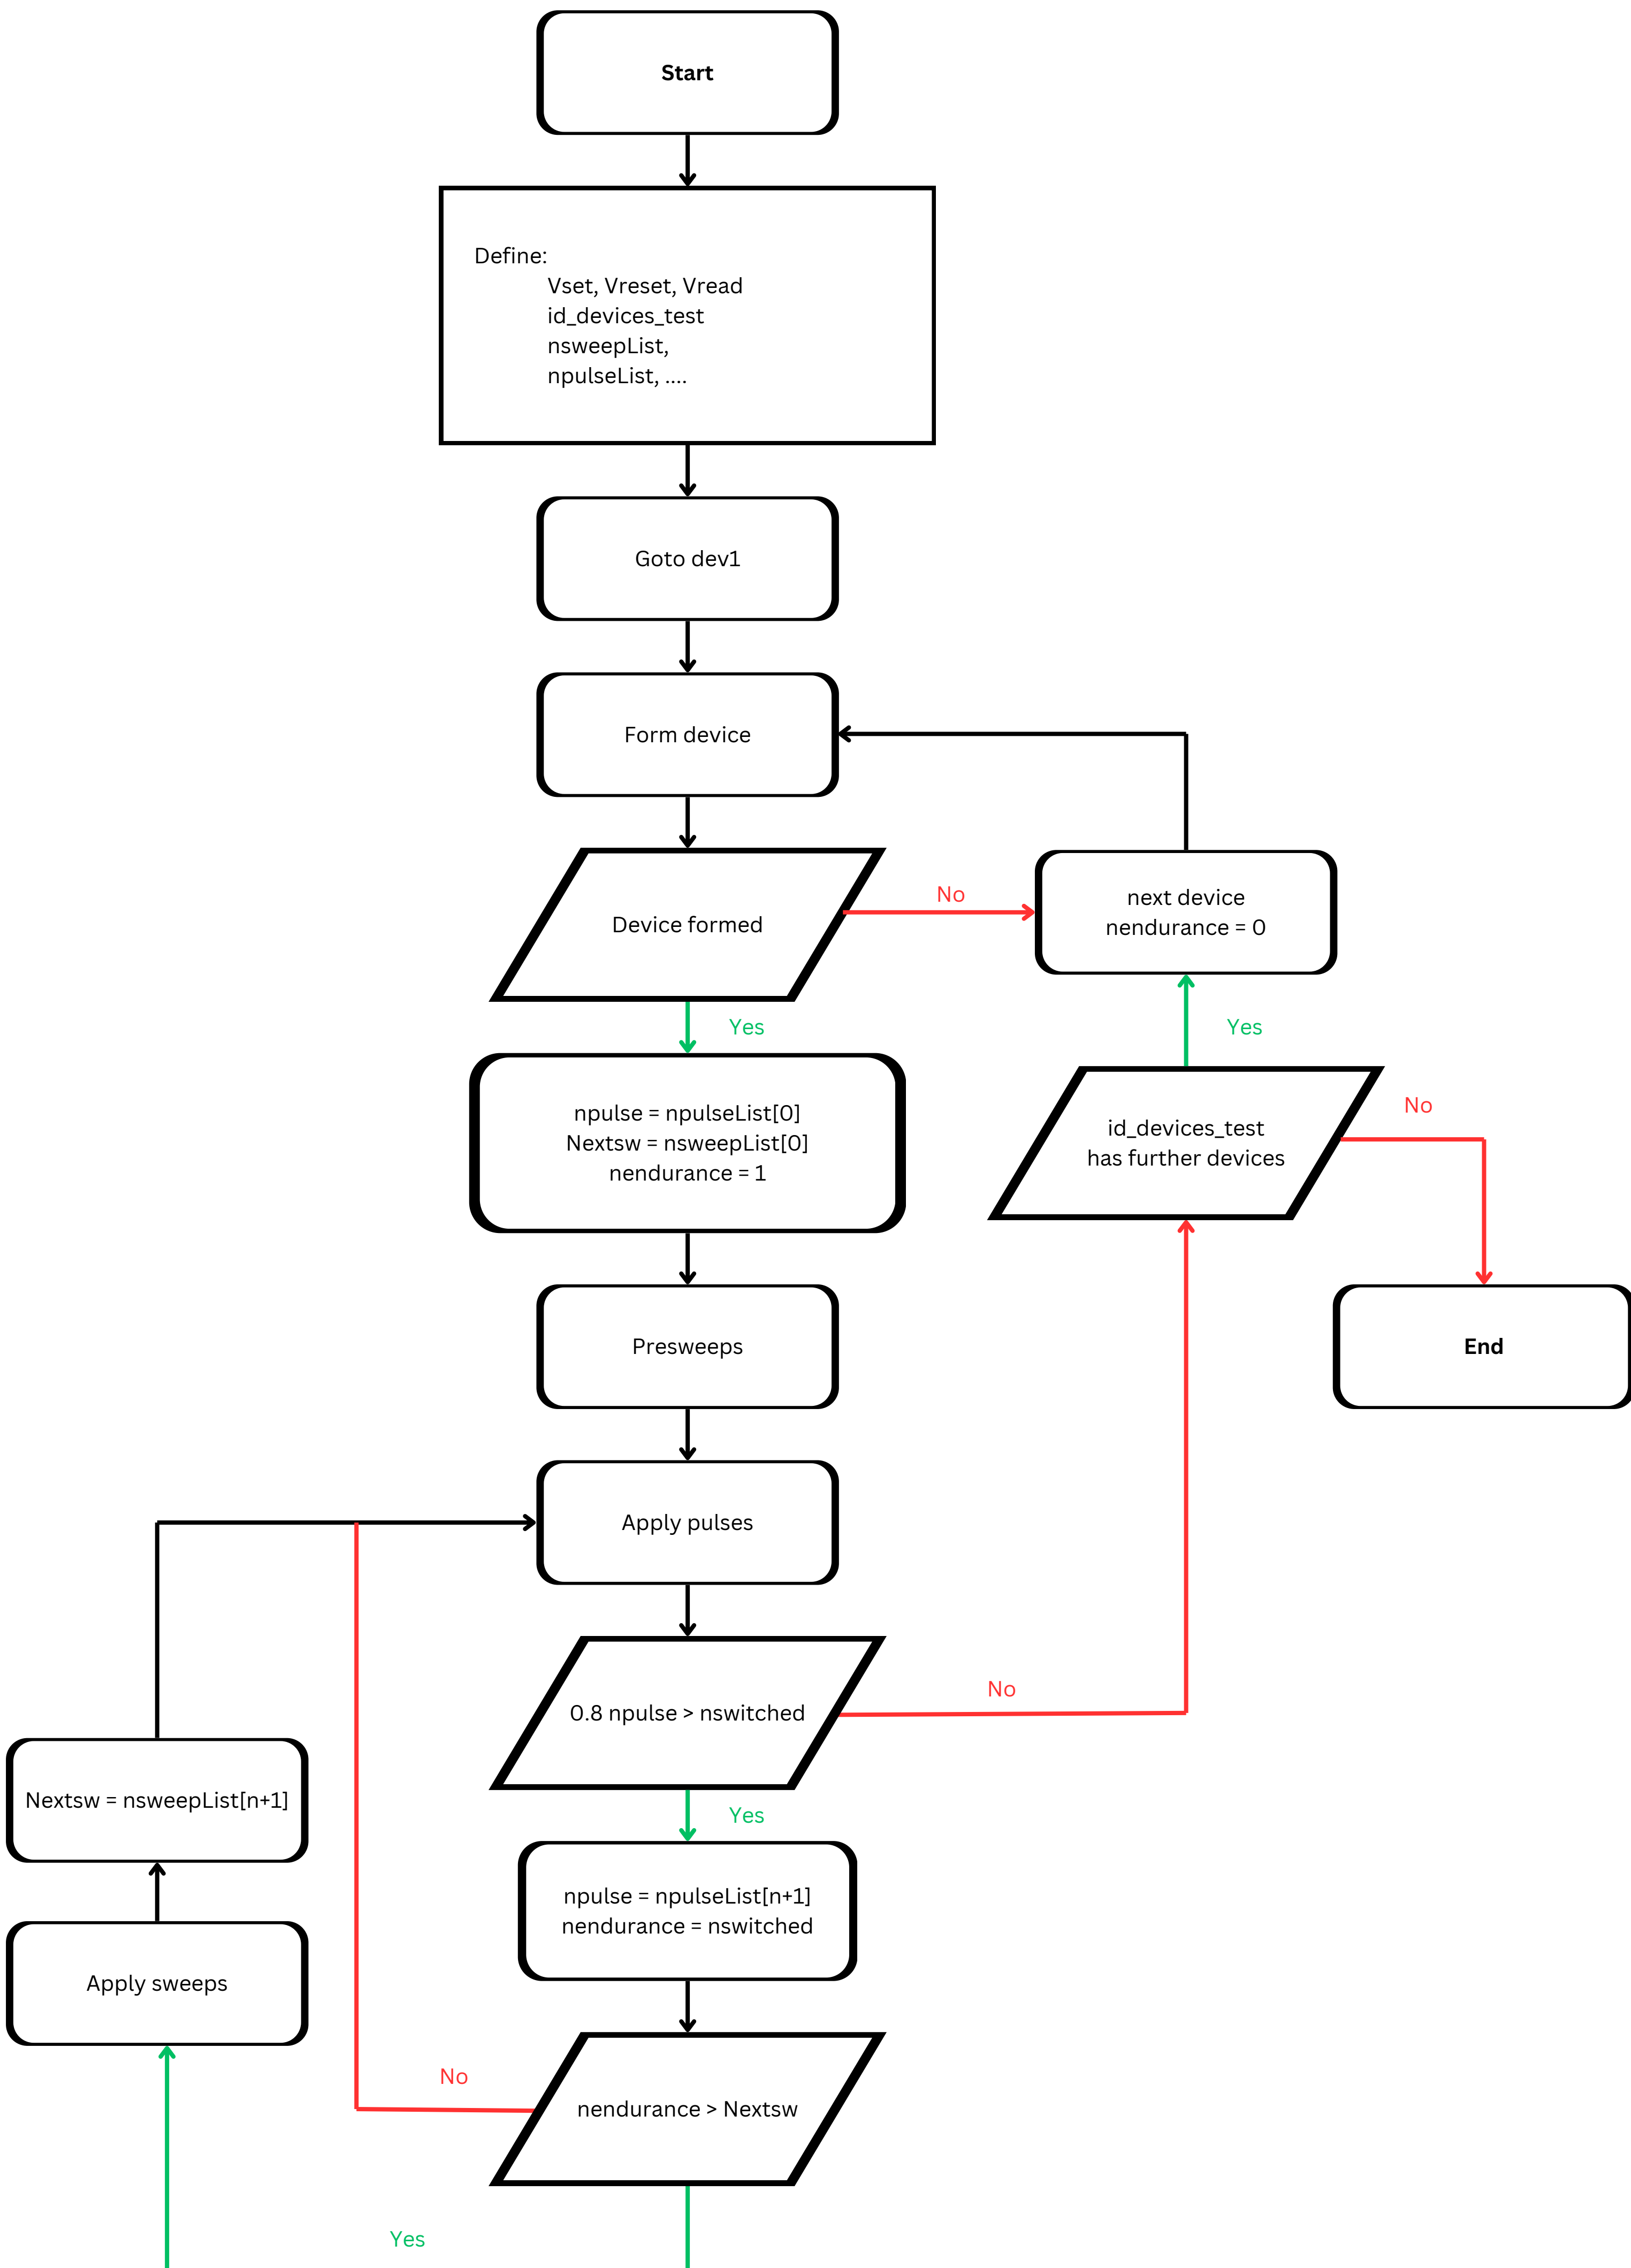 Start
Define:
Vset, Vreset, Vread
id_devices_test
nsweepList,
npulseList, ....
Goto dev1
Form device
Device formed
No
next device
nendurance = 0
Yes
Yes
npulse = npulseList[0]
Nextsw = nsweepList[0]
nendurance = 1
id_devices_test
has further devices
No
Presweeps
End
Apply pulses
0.8 npulse > nswitched
No
Yes
Nextsw = nsweepList[n+1]
npulse = npulseList[n+1]
nendurance = nswitched
Apply sweeps
No
nendurance > Nextsw
Yes